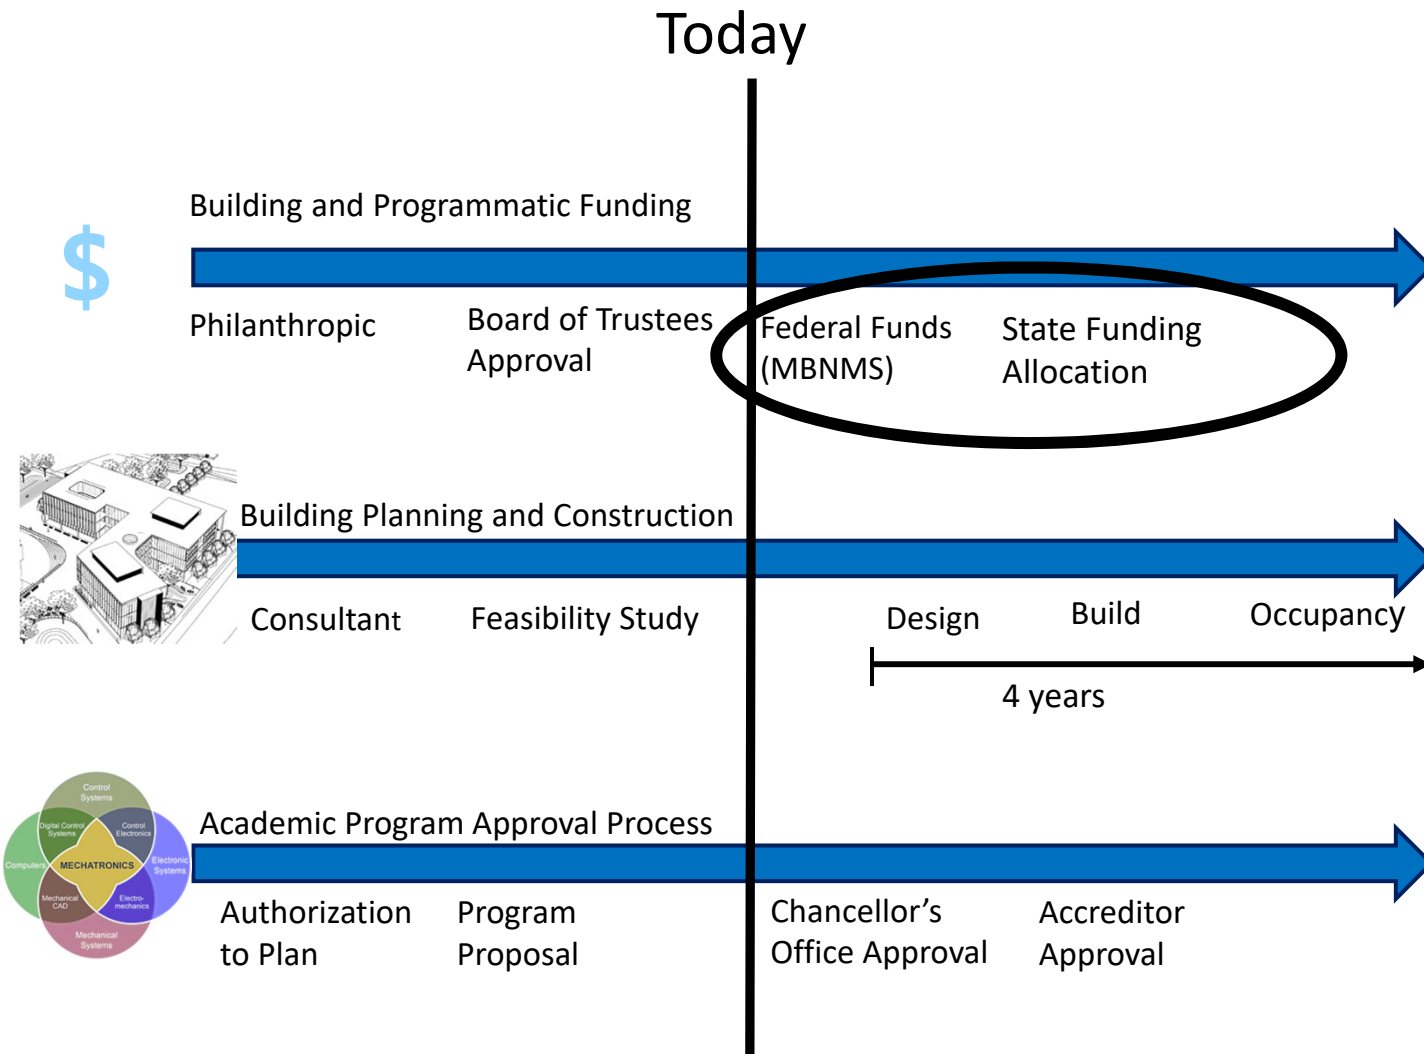 Today
Building and Programmatic Funding
$
Philanthropic
Board of Trustees
Approval
Federal Funds
(MBNMS)
State Funding
Allocation
Building Planning and Construction
Consultant
Feasibility Study
Design
Build
Occupancy
4 years
Control
Systems
Digital Control
Systems
Control
Electronics
Computers
MECHATRONICS
Electronic
Systems
Mechanical
CAD
Electro-
mechanics
Mechanical
Systems
Academic Program Approval Process
Authorization
to Plan
Program
Proposal
Chancellor’s
Office Approval
Accreditor
Approval